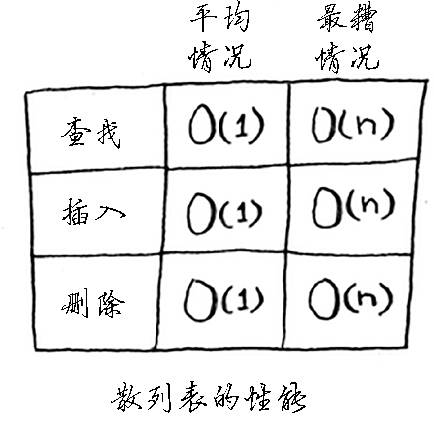 平均情况 最糟情况
查找 O(1) O(n)
插入 O(1) O(n)
删除 O(1) O(n)
散列表的性能